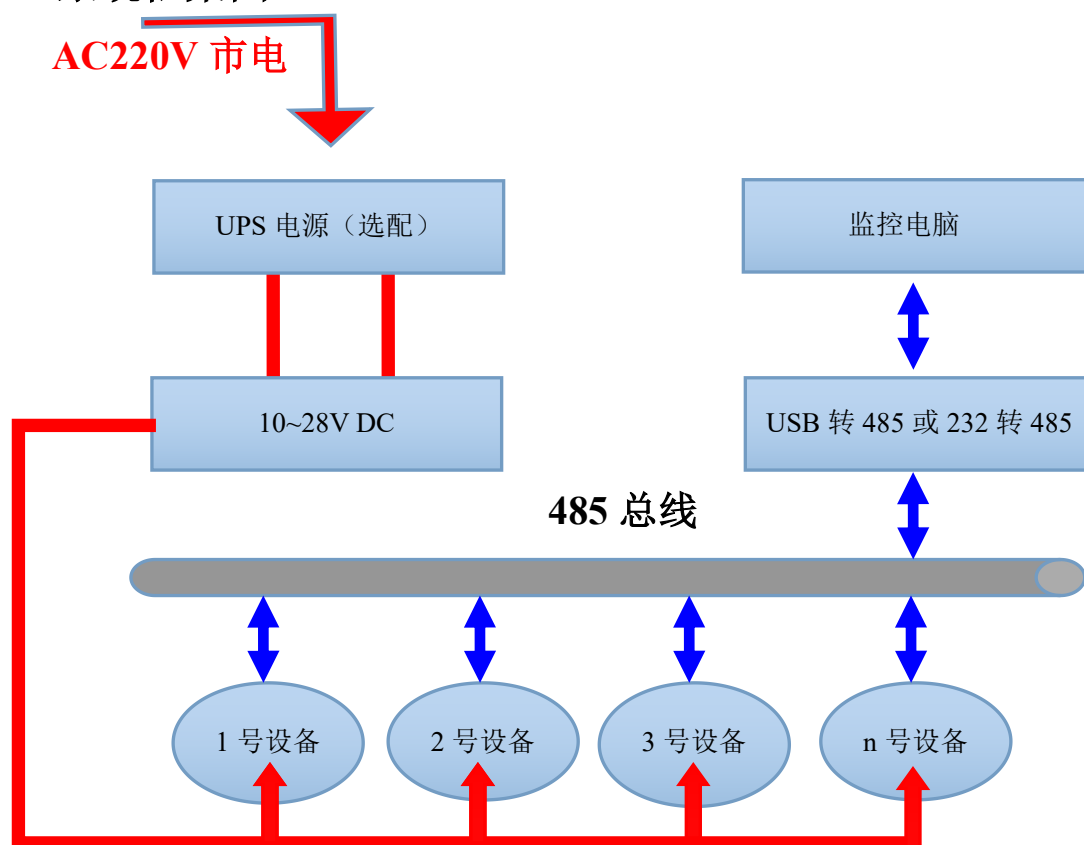 AC220V 市电
UPS 电源（选配）
监控电脑
10~28V DC
USB 转 485 或 232 转 485
485 总线
1 号设备
2 号设备
3 号设备
n 号设备